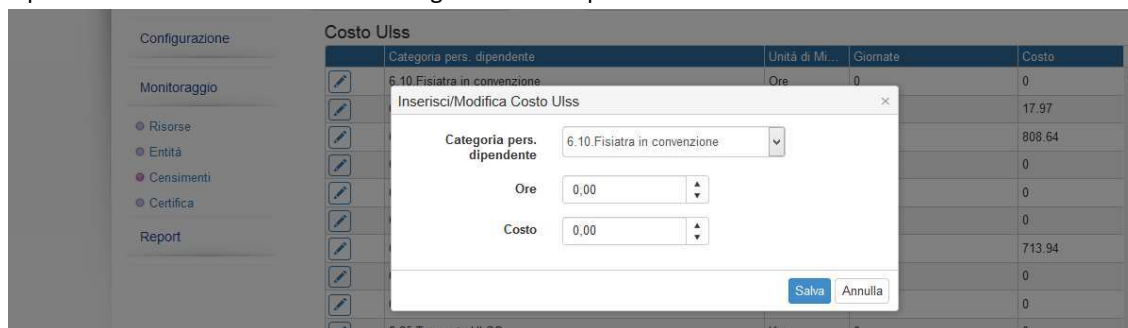 Configurazione
Costo Ulss
Categoria pers. dipendente Unità di Mi... Giornate Costo
6.10.Fisiatra in convenzione Ore 0 0
Monitoraggio
Inserisci/Modifica Costo Ulss ×
17.97
Risorse
Categoria pers. dipendente 6.10.Fisiatra in convenzione
808.64
Entità
0
Censimenti
Ore 0,00
0
Certifica
Costo 0,00
0
Report
713.94
0
Salva Annulla
0